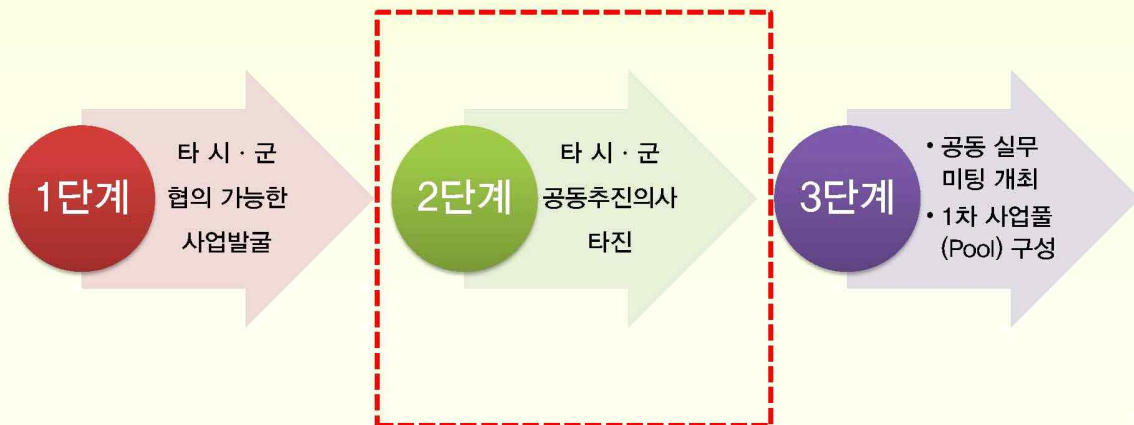 1단계
타 시 · 군
협의 가능한
사업발굴
2단계
타 시 · 군
공동추진의사
타진
3단계
• 공동 실무
미팅 개최
• 1차 사업풀
(Pool) 구성